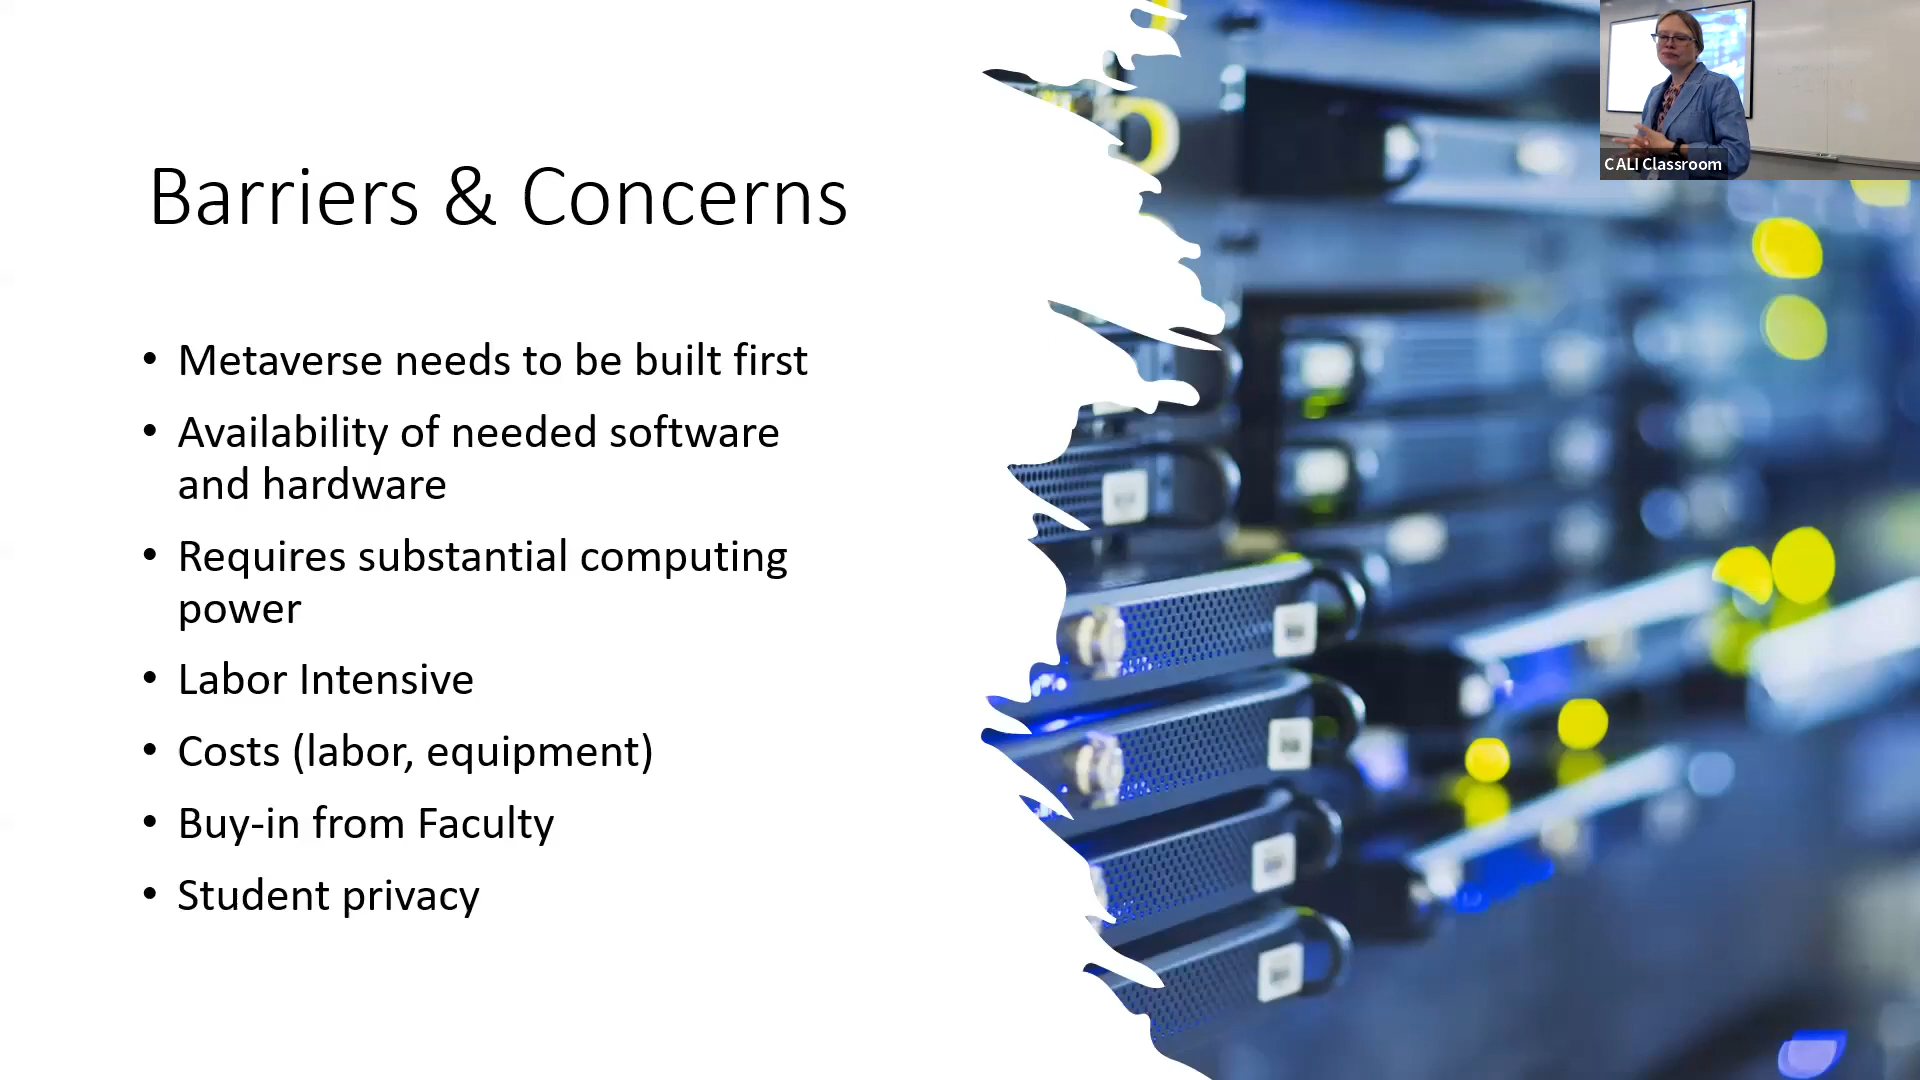 Barriers & Concerns
• Metaverse needs to be built first
• Availability of needed software
and hardware
• Requires substantial computing
power
• Labor Intensive
• Costs (labor, equipment)
• Buy-in from Faculty
• Student privacy
CALI Classroom